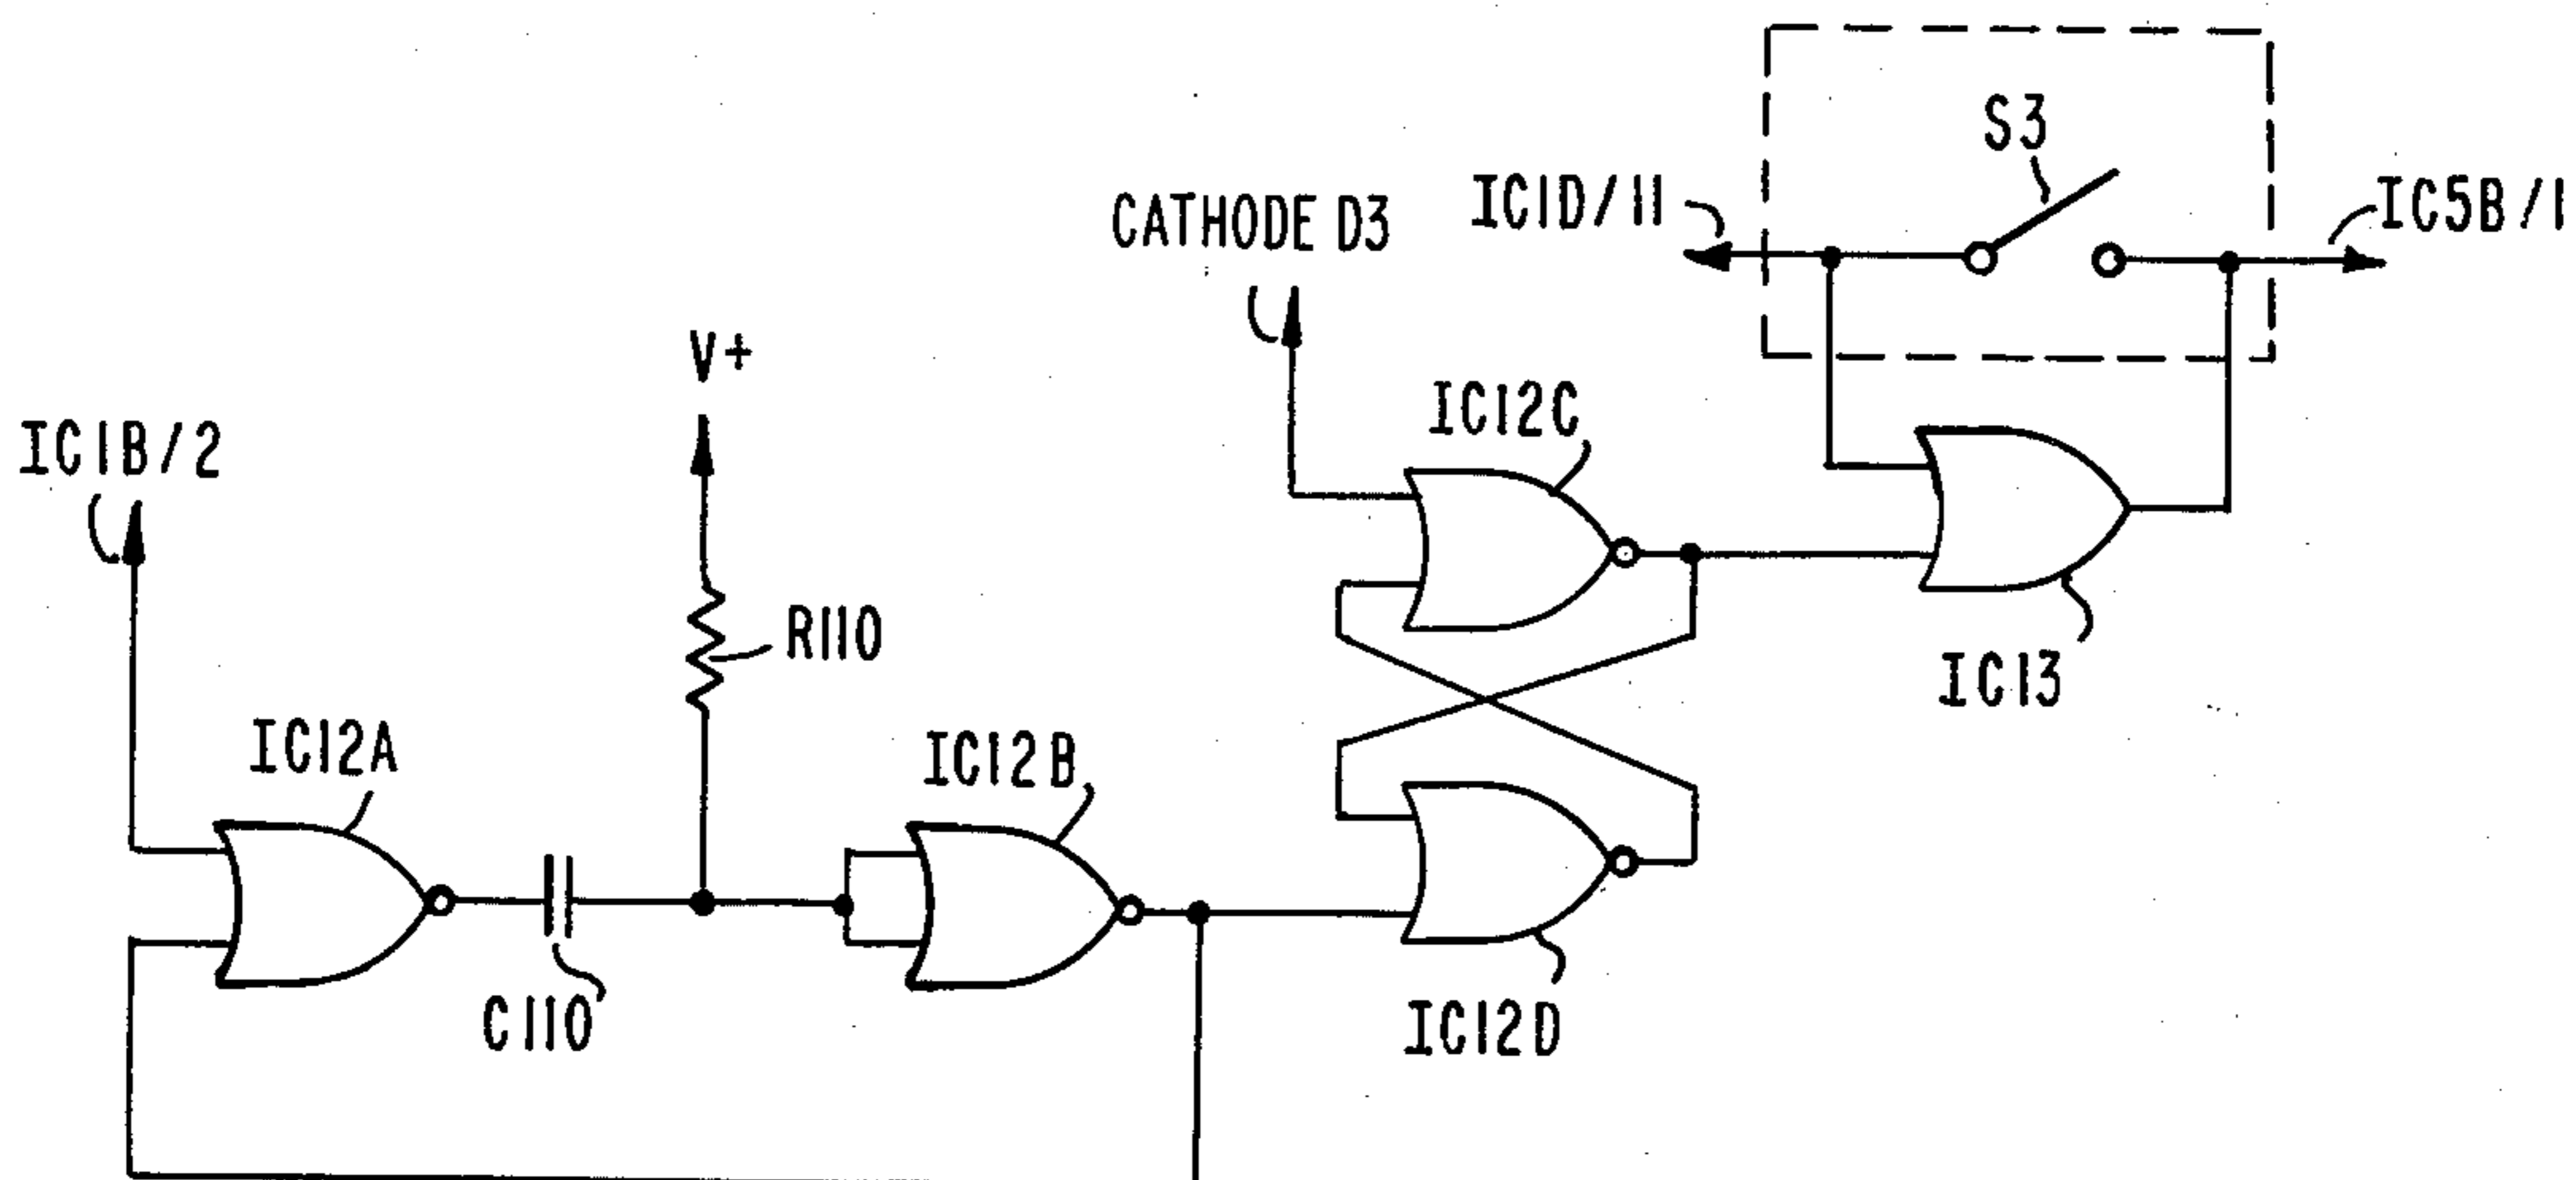 S3
CATHODE D3
IC1D/11
IC5B/1
V+
IC12C
IC1B/2
R110
IC13
IC12A
IC12B
C110
IC12D